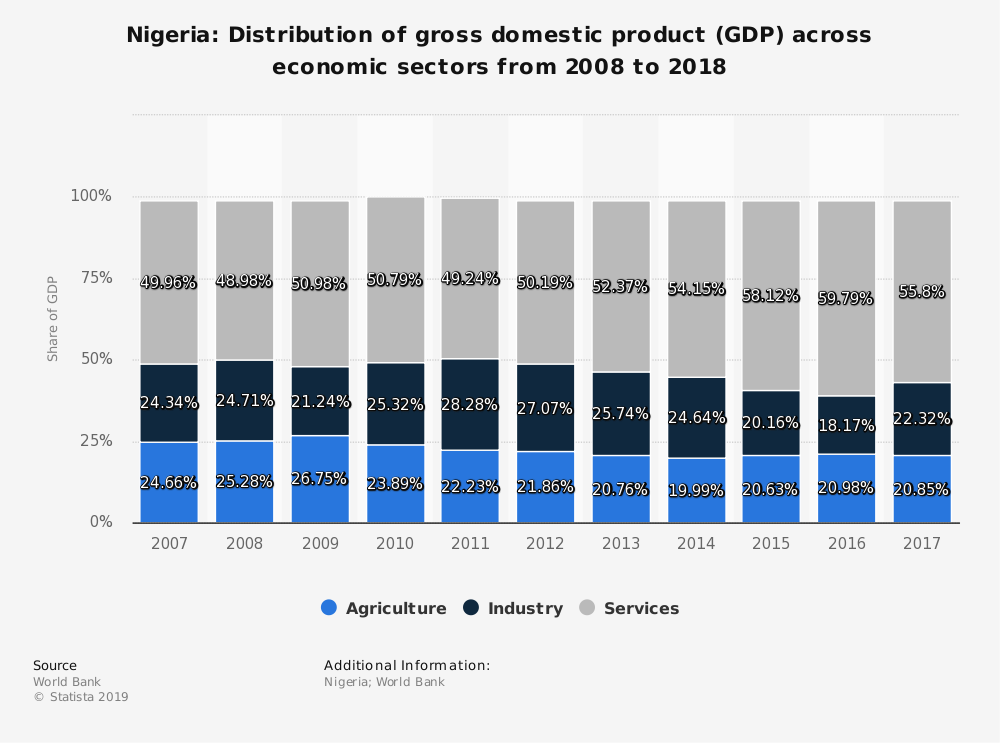 Nigeria: Distribution of gross domestic product (GDP) across
economic sectors from 2008 to 2018
100%
75%
50%
25%
0%
Share of GDP
49.96% 48.98% 50.98% 50.79% 49.24% 50.19% 52.37% 54.15% 58.12% 59.79% 55.8%
24.34% 24.71% 21.24% 25.32% 28.28% 27.07% 25.74% 24.64% 20.16% 18.17% 22.32%
24.66% 25.28% 26.75% 23.89% 22.23% 21.86% 20.76% 19.99% 20.63% 20.98% 20.85%
2007 2008 2009 2010 2011 2012 2013 2014 2015 2016 2017
Agriculture Industry Services
Source
World Bank
© Statista 2019
Additional Information:
Nigeria; World Bank